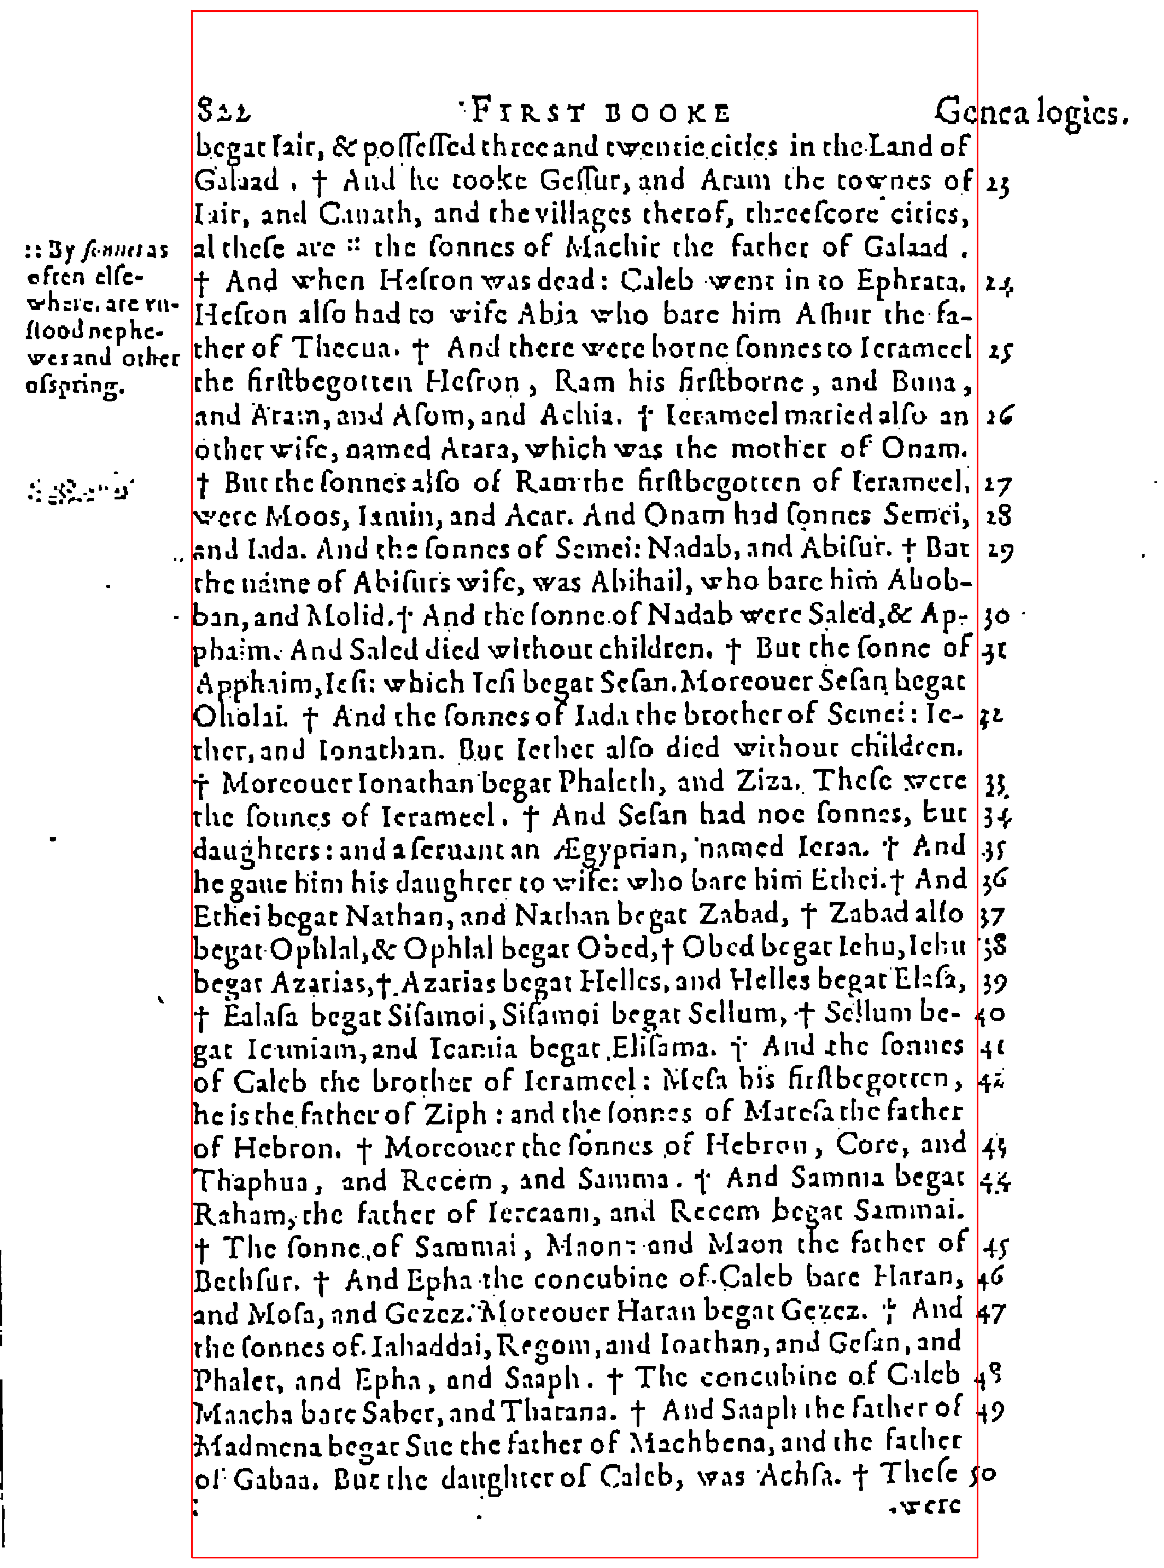 822 FIRST BOOKE Genealogies.
begat Iair, & poſſeſſed three and twentie cities in the Land of
Galaad . † And he tooke Geſſur, and Aram the townes of 23
Iair, and Canath, and the villages therof, threeſcore cities,
al theſe are :: the ſonnes of Machir the father of Galaad .
:: By ſonnes as
often elſe-
where, are vn-
ſtood nephe-
wes and other
ofspring.
† And when Heſron was dead: Caleb went in to Ephrata. 24
Heſron alſo had to wife Abia who bare him Aſhur the fa-
ther of Thecua. † And there were borne ſonnes to Ierameel 25
the firſtbegotten Heſron, Ram his firſtborne, and Buna,
and Aram, and Aſom, and Achia. † Ierameel maried alſo an 26
other wife, named Atara, which was the mother of Onam.
† But the ſonnes alſo of Ram the firſtbegotten of Ierameel, 27
were Moos, Iamin, and Acar. And Onam had ſonnes Semei, 28
and Iada. And the ſonnes of Semei: Nadab, and Abiſur. † But 29
the name of Abiſurs wife, was Abihail, who bare him Ahob-
ban, and Molid. † And the ſonne of Nadab were Saled, & Ap- 30
phaim. And Saled died without children. † But the ſonne of 31
Apphaim, Ieſi: which Ieſi begat Seſan. Moreouer Seſan begat
Oholai. † And the ſonnes of Iada the brother of Semei: Ie- 32
ther, and Ionathan. But Iether alſo died without children.
† Moreouer Ionathan begat Phaleth, and Ziza. Theſe were 33
the ſonnes of Ierameel. † And Seſan had noe ſonnes, but 34
daughters: and a ſeruant an Ægyptian, named Ieraa. † And 35
he gaue him his daughter to wife: who bare him Ethei. † And 36
Ethei begat Nathan, and Nathan begat Zabad, † Zabad alſo 37
begat Ophlal, & Ophlal begat Obed, † Obed begat Iehu, Iehu 38
begat Azarias, † Azarias begat Helles, and Helles begat Elaſa, 39
† Ealaſa begat Siſamoi, Siſamoi begat Sellum, † Sellum be- 40
gat Icamiam, and Icamia begat Eliſama. † And the ſonnes 41
of Caleb the brother of Ierameel: Meſa his firſtbegotten, 42
he is the father of Ziph : and the ſonnes of Mareſa the father
of Hebron. † Moreouer the ſonnes of Hebron, Core, and 43
Thaphua, and Recem, and Samma. † And Samma begat 44
Raham, the father of Iercaam, and Recem begat Sammai.
† The ſonne of Sammai, Maon: and Maon the father of 45
Bethſur. † And Epha the concubine of Caleb bare Haran, 46
and Moſa, and Gezez. Moreouer Haran begat Gezez. † And 47
the ſonnes of Iahaddai, Regom, and Ioathan, and Geſan, and
Phalet, and Epha, and Saaph. † The concubine of Caleb 48
Maacha bare Saber, and Tharana. † And Saaph the father of 49
Madmena begat Sue the father of Machbena, and the father
of Gabaa. But the daughter of Caleb, was Achſa. † Theſe 50
were